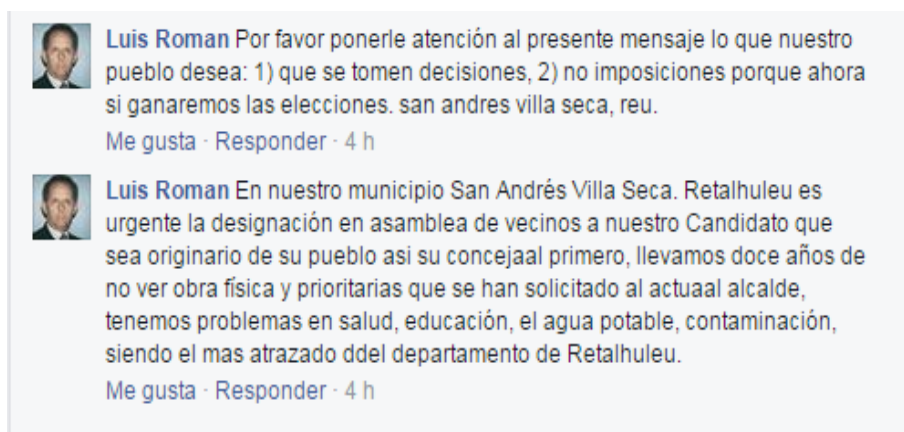 Luis Roman Por favor ponerle atención al presente mensaje lo que nuestro
pueblo desea: 1) que se tomen decisiones, 2) no imposiciones porque ahora
si ganaremos las elecciones. san andres villa seca, reu.
Me gusta · Responder · 4 h
Luis Roman En nuestro municipio San Andrés Villa Seca. Retalhuleu es
urgente la designación en asamblea de vecinos a nuestro Candidato que
sea originario de su pueblo asi su concejaal primero, llevamos doce años de
no ver obra física y prioritarias que se han solicitado al actuaal alcalde,
tenemos problemas en salud, educación, el agua potable, contaminación,
siendo el mas atrazado ddel departamento de Retalhuleu.
Me gusta · Responder · 4 h